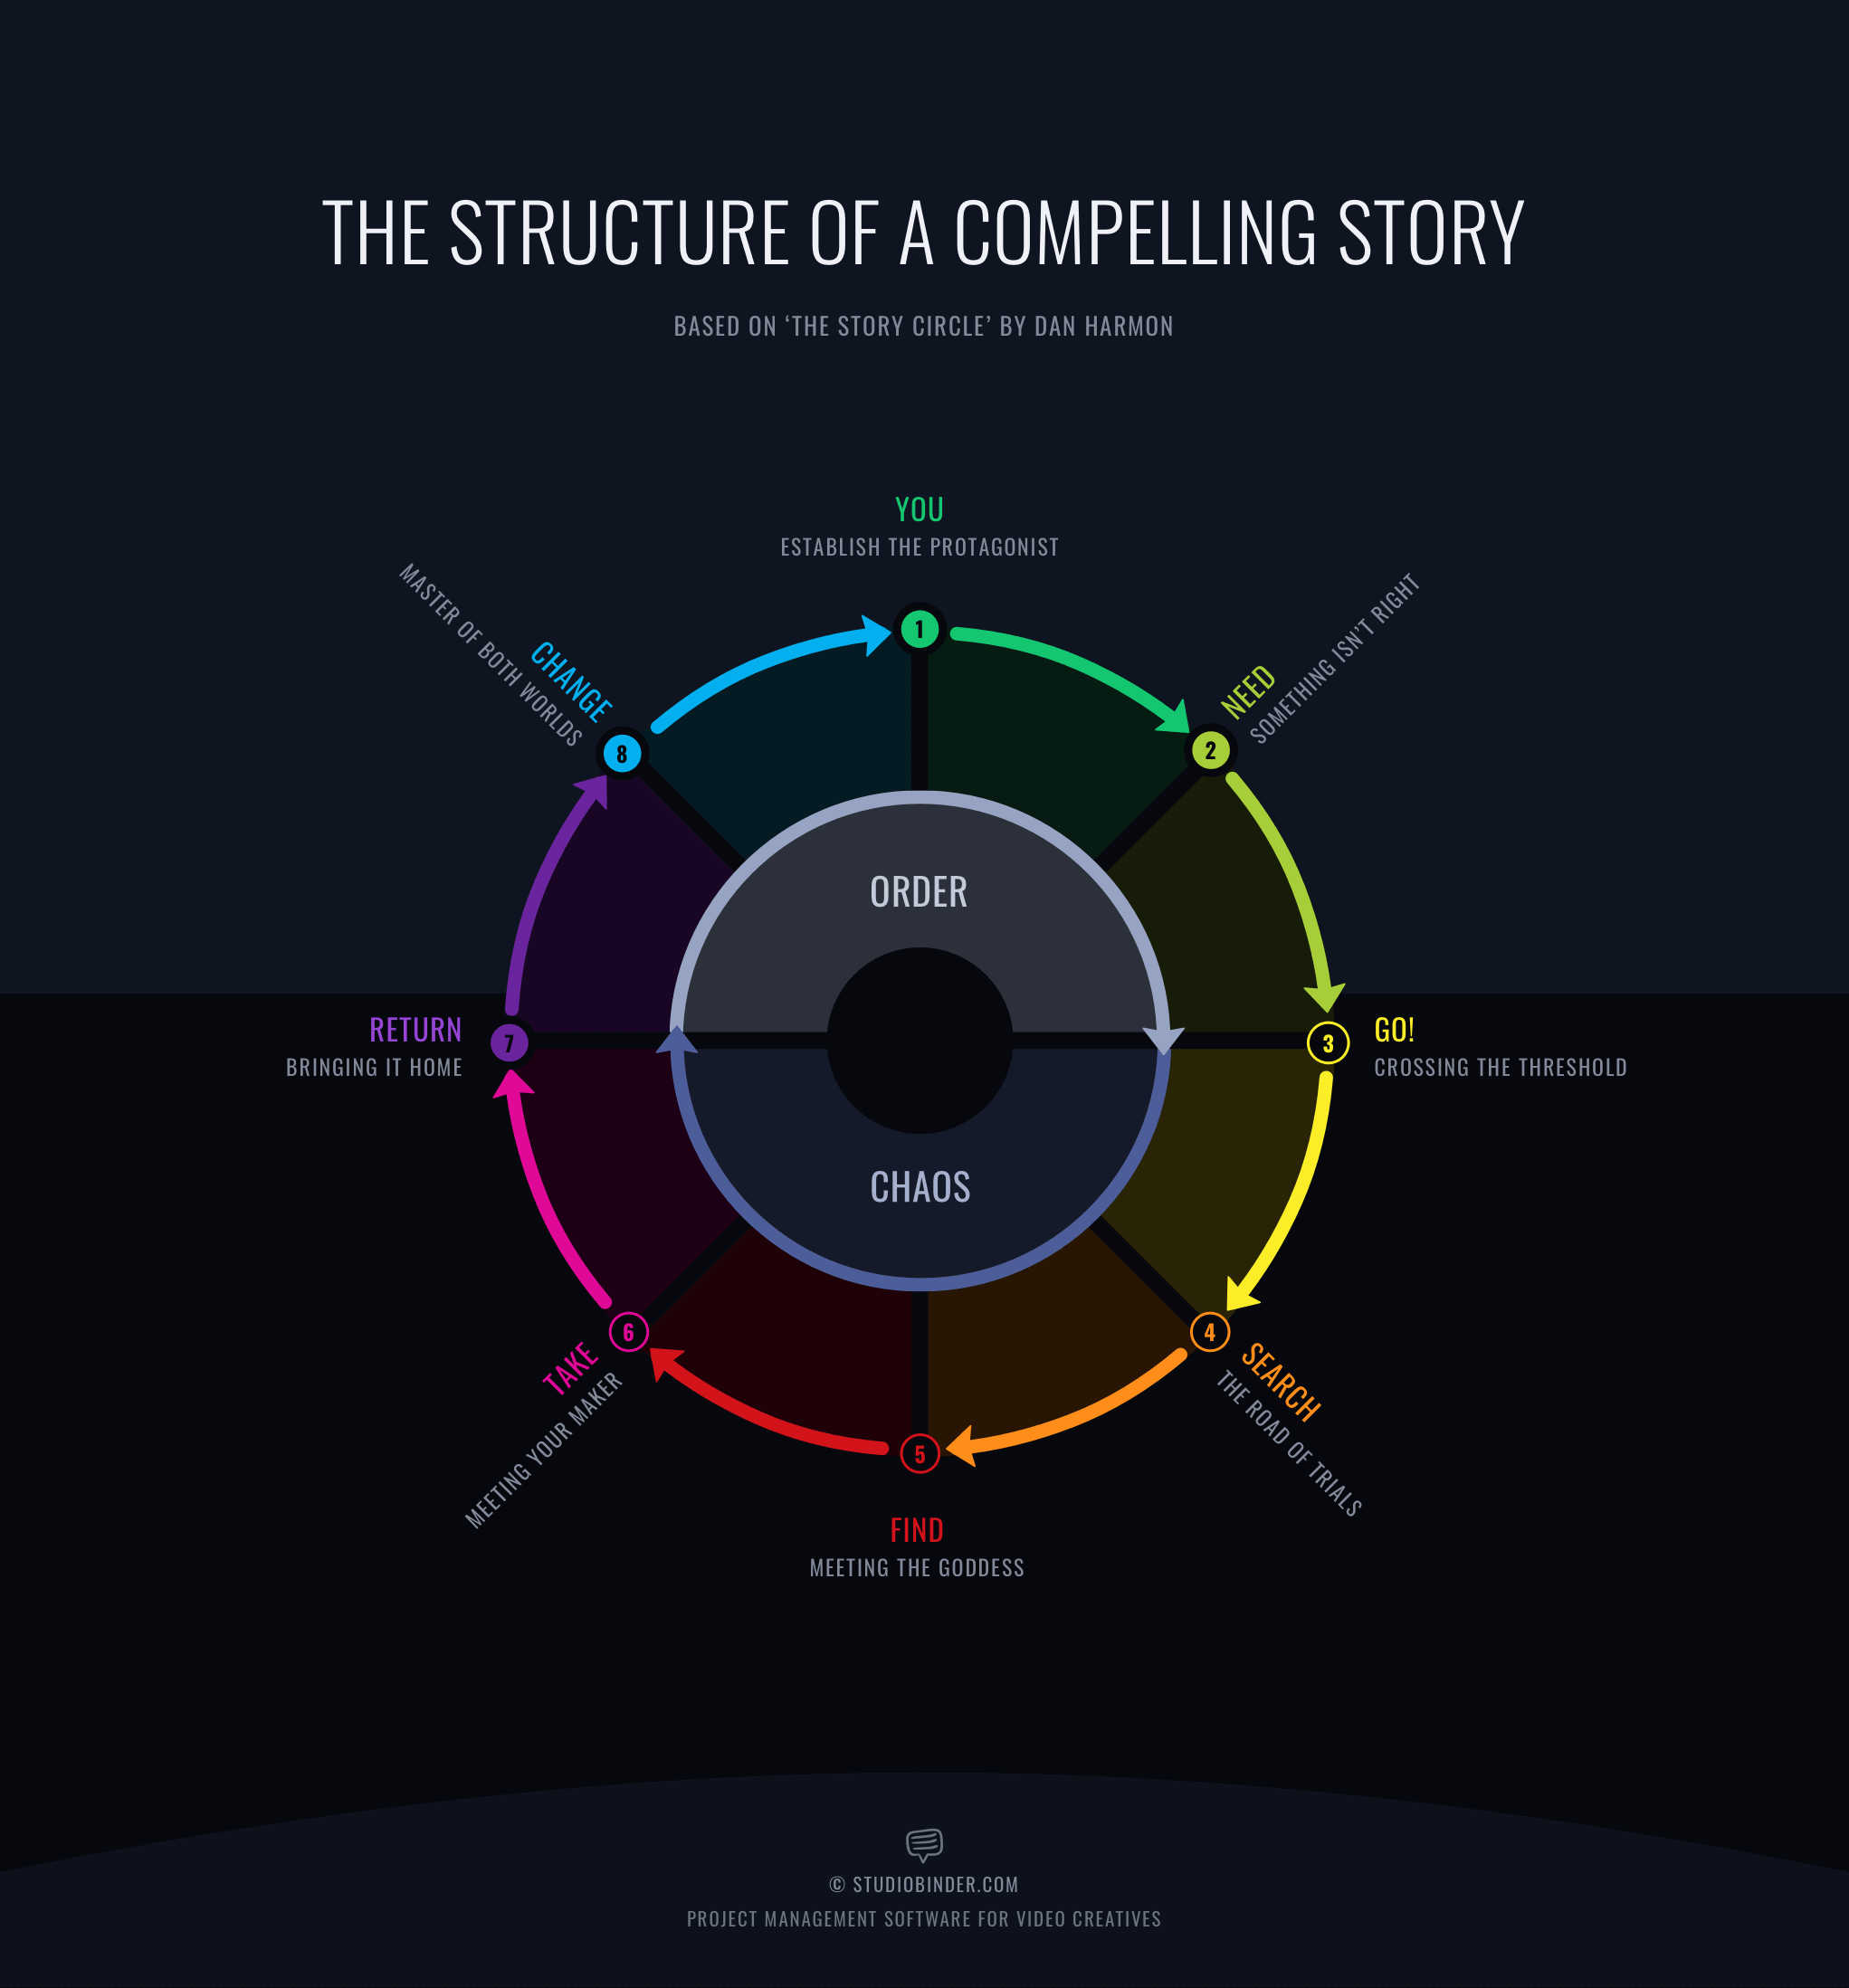 THE STRUCTURE OF A COMPELLING STORY
BASED ON ‘THE STORY CIRCLE’ BY DAN HARMON
YOU
ESTABLISH THE PROTAGONIST
1
NEED
SOMETHING ISN’T RIGHT
2
GO!
CROSSING THE THRESHOLD
3
SEARCH
THE ROAD OF TRIALS
4
FIND
MEETING THE GODDESS
5
TAKE
MEETING YOUR MAKER
6
RETURN
BRINGING IT HOME
7
CHANGE
MASTER OF BOTH WORLDS
8
ORDER
CHAOS
© STUDIOBINDER.COM
PROJECT MANAGEMENT SOFTWARE FOR VIDEO CREATIVES